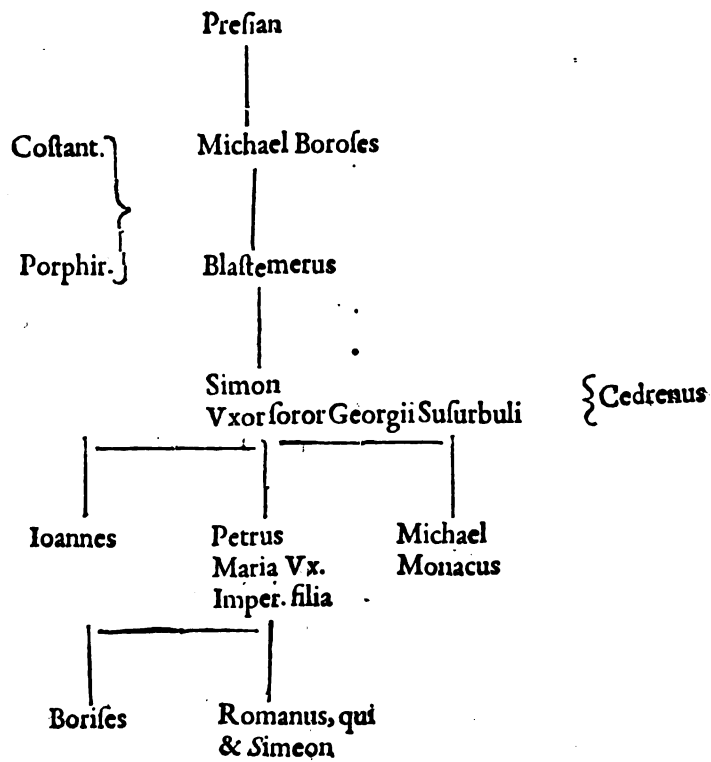 Preſian
Coſtant.
Michael Boroſes
Porphir.
Blaſtemerus
Simon
Vxor ſoror Georgii Suſurbuli
Cedrenus
Ioannes
Petrus
Maria Vx.
Imper. filia
Michael
Monacus
Boriſes
Romanus, qui
& Simeon